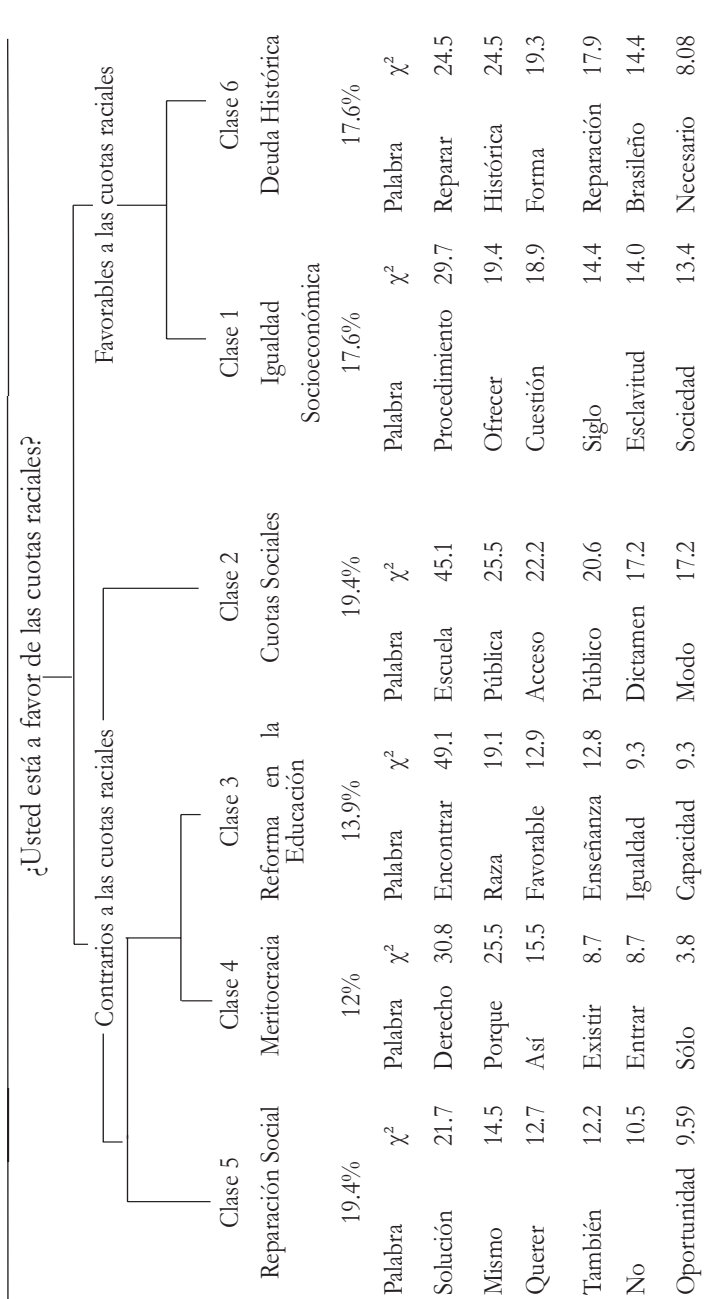 ¿Usted está a favor de las cuotas raciales?
Contrarios a las cuotas raciales Favorables a las cuotas raciales
Clase 5 Clase 4 Clase 3 Clase 2 Clase 1 Clase 6
Reparación Social Meritocracia Reforma en la Cuotas Sociales Igualdad Deuda Histórica
Educación Socioeconómica
19.4% 12% 13.9% 19.4% 17.6% 17.6%
Palabra χ² Palabra χ² Palabra χ² Palabra χ² Palabra χ² Palabra χ²
Solución 21.7 Derecho 30.8 Encontrar 49.1 Escuela 45.1 Procedimiento 29.7 Reparar 24.5
Mismo 14.5 Porque 25.5 Raza 19.1 Pública 25.5 Ofrecer 19.4 Histórica 24.5
Querer 12.7 Así 15.5 Favorable 12.9 Acceso 22.2 Cuestión 18.9 Forma 19.3
También 12.2 Existir 8.7 Enseñanza 12.8 Público 20.6 Siglo 14.4 Reparación 17.9
No 10.5 Entrar 8.7 Igualdad 9.3 Dictamen 17.2 Esclavitud 14.0 Brasileño 14.4
Oportunidad 9.59 Sólo 3.8 Capacidad 9.3 Modo 17.2 Sociedad 13.4 Necesario 8.08